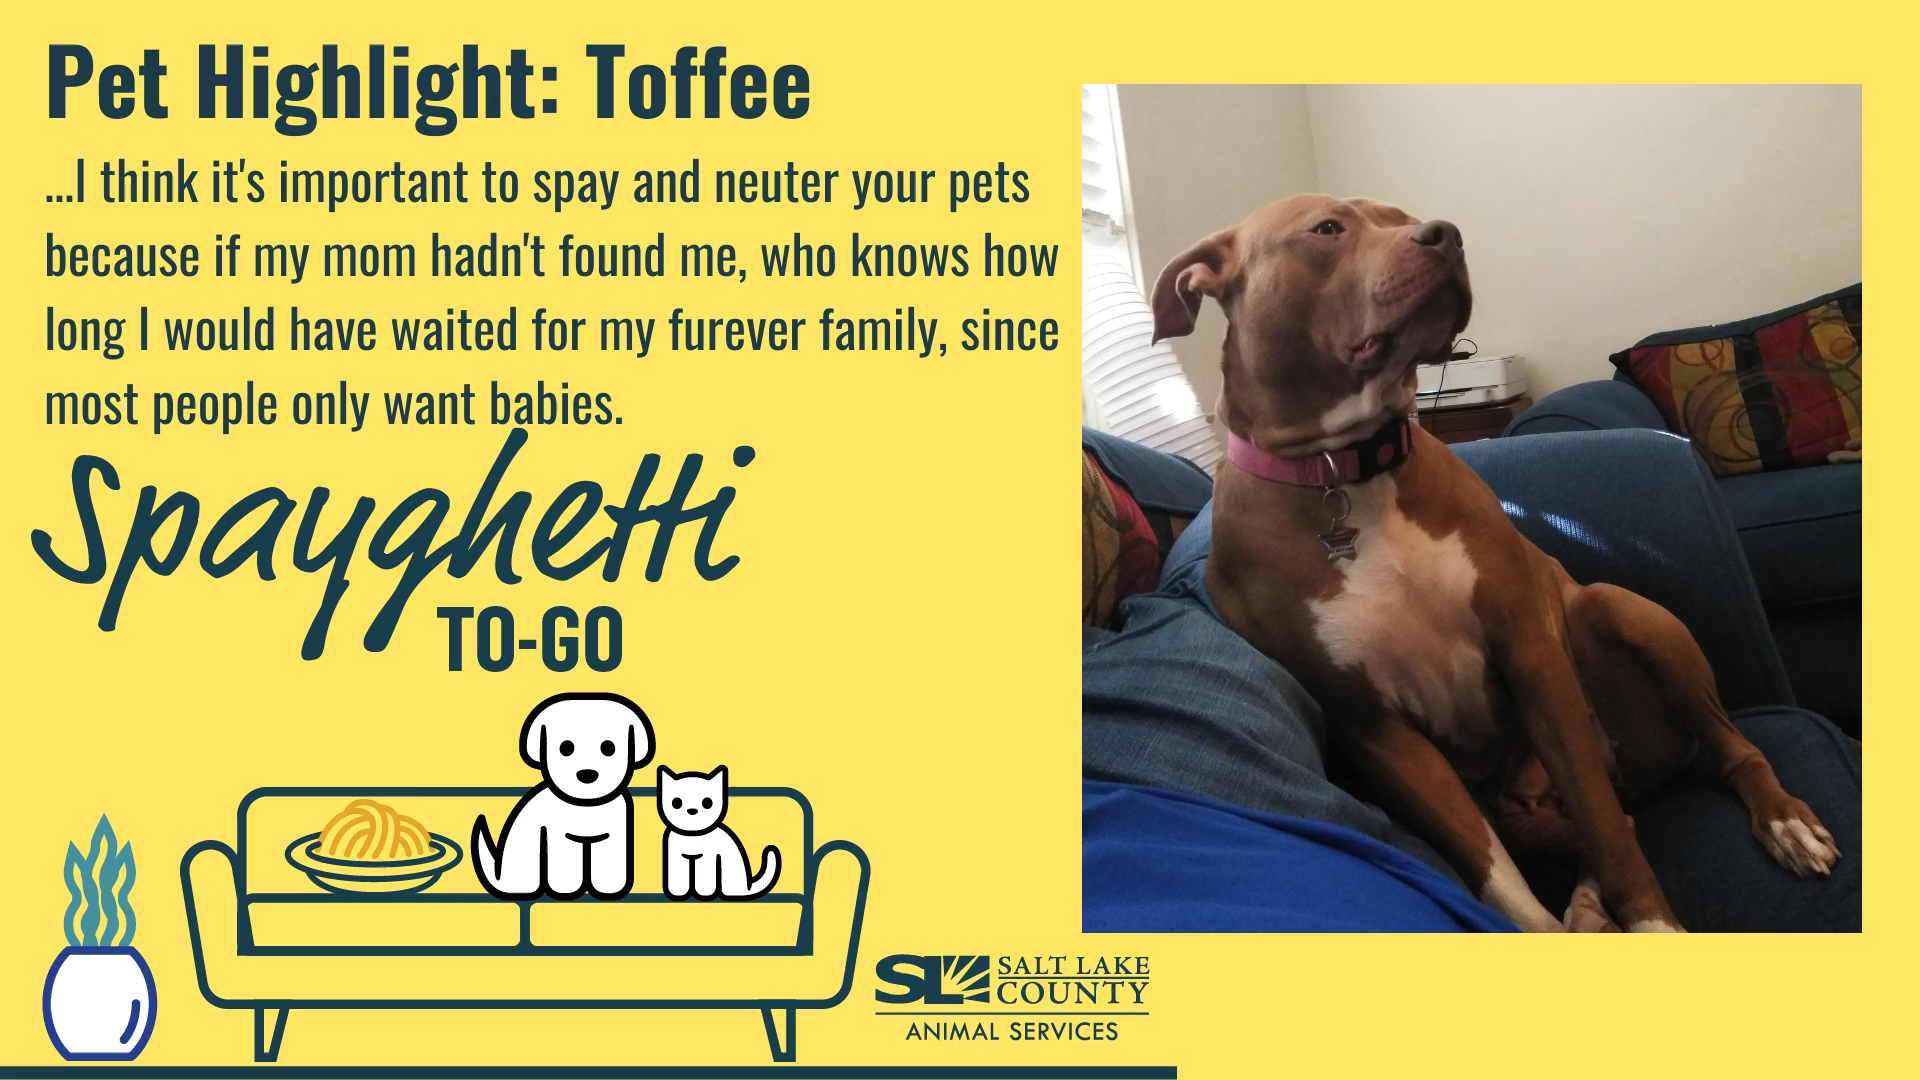 Pet Highlight: Toffee
...I think it's important to spay and neuter your pets
because if my mom hadn't found me, who knows how
long I would have waited for my furever family, since
most people only want babies.
Spayghetti
TO-GO
SL SALT LAKE
COUNTY
ANIMAL SERVICES